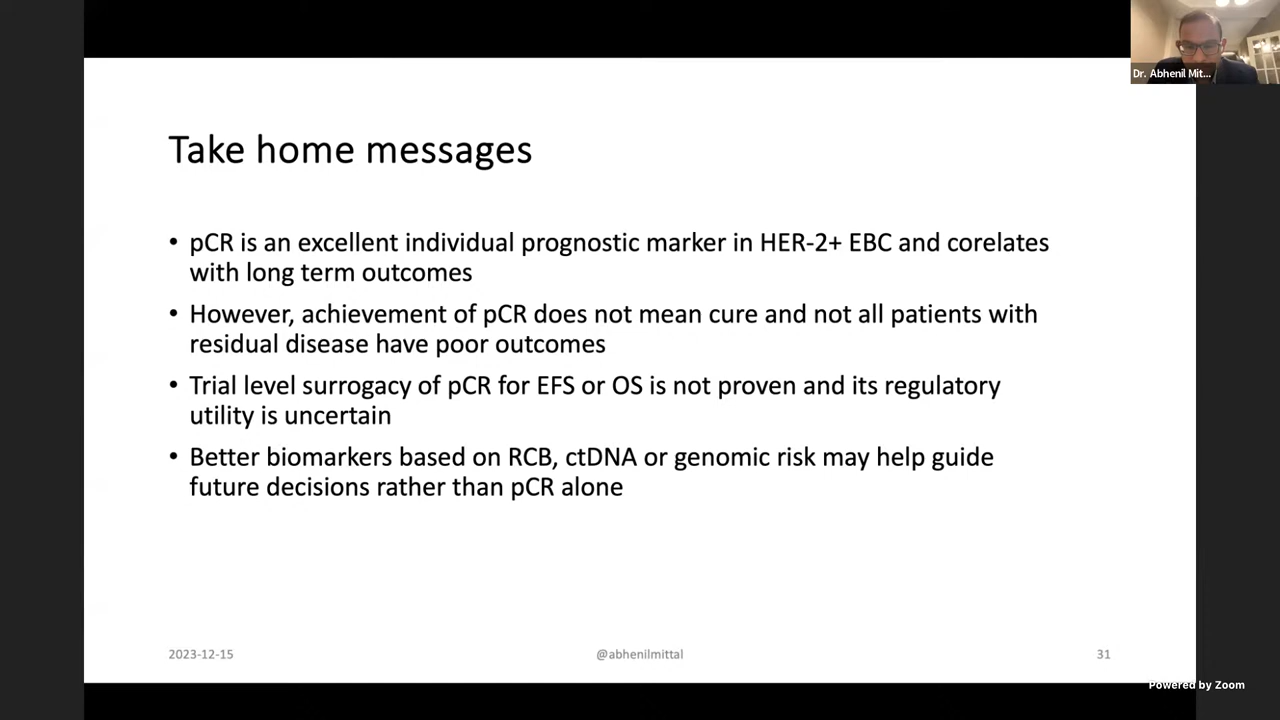 Dr. Abhenil Mit...
Take home messages
• pCR is an excellent individual prognostic marker in HER-2+ EBC and corelates
with long term outcomes
• However, achievement of pCR does not mean cure and not all patients with
residual disease have poor outcomes
• Trial level surrogacy of pCR for EFS or OS is not proven and its regulatory
utility is uncertain
• Better biomarkers based on RCB, ctDNA or genomic risk may help guide
future decisions rather than pCR alone
2023-12-15
@abhenilmittal
31
Powered by Zoom